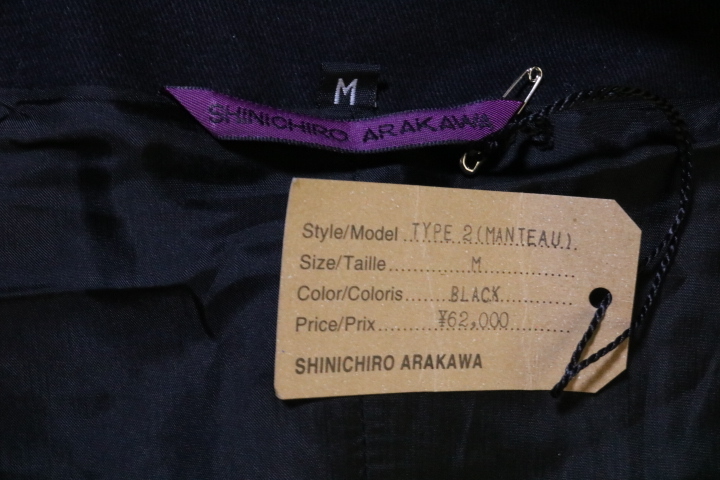 M
SHINICHIRO ARAKAWA
Style/Model TYPE 2(MANTEAU)
Size/Taille M
Color/Coloris BLACK
Price/Prix ¥62,000
SHINICHIRO ARAKAWA